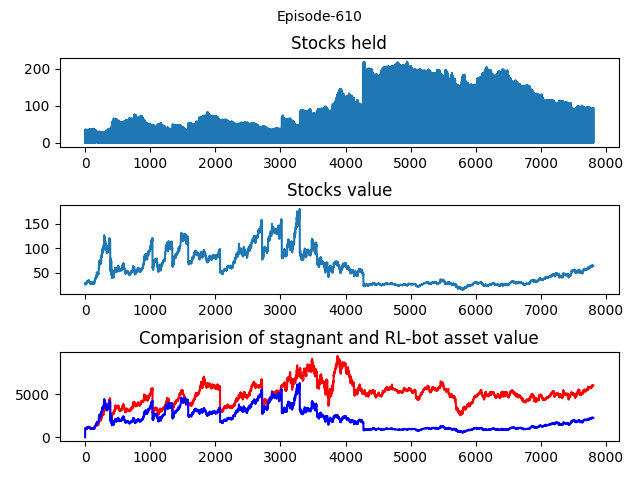 Episode-610
Stocks held
200
100
0
0 1000 2000 3000 4000 5000 6000 7000 8000
Stocks value
150
100
50
0 1000 2000 3000 4000 5000 6000 7000 8000
Comparision of stagnant and RL-bot asset value
5000
0
0 1000 2000 3000 4000 5000 6000 7000 8000